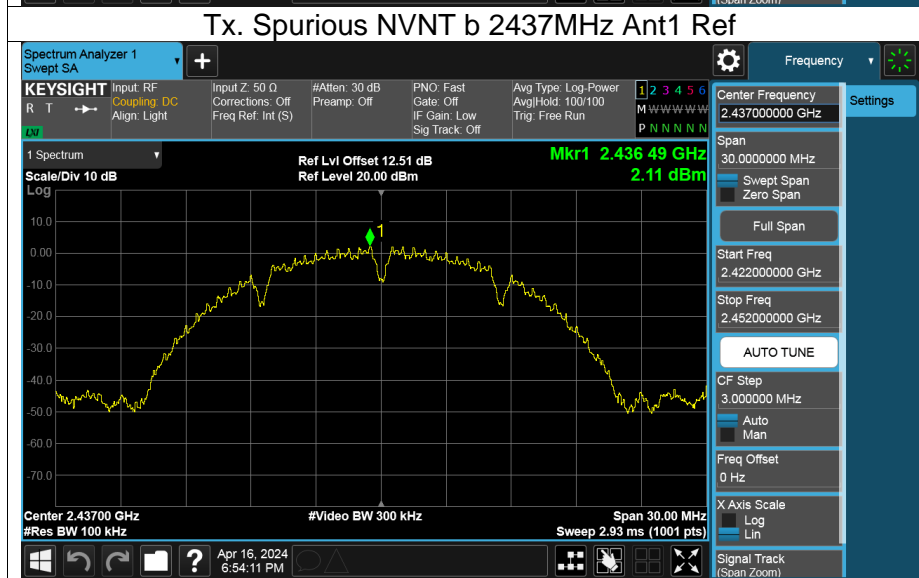 (Span Zoom)
Tx. Spurious NVNT b 2437MHz Ant1 Ref
Spectrum Analyzer 1
Swept SA
+
Frequency
KEYSIGHT
R T
LXI
Input: RF
Coupling: DC
Align: Light
Input Z: 50 Ω
Corrections: Off
Freq Ref: Int (S)
#Atten: 30 dB
Preamp: Off
PNO: Fast
Gate: Off
IF Gain: Low
Sig Track: Off
Avg Type: Log-Power
Avg|Hold: 100/100
Trig: Free Run
1 2 3 4 5 6
M W W W W W
P N N N N N
1 Spectrum
Scale/Div 10 dB
Log
Ref Lvl Offset 12.51 dB
Ref Level 20.00 dBm
Mkr1 2.436 49 GHz
2.11 dBm
1
10.0
0.00
-10.0
-20.0
-30.0
-40.0
-50.0
-60.0
-70.0
Center 2.43700 GHz
#Res BW 100 kHz
#Video BW 300 kHz
Span 30.00 MHz
Sweep 2.93 ms (1001 pts)
Center Frequency
2.437000000 GHz
Settings
Span
30.0000000 MHz
Swept Span
Zero Span
Full Span
Start Freq
2.422000000 GHz
Stop Freq
2.452000000 GHz
AUTO TUNE
CF Step
3.000000 MHz
Auto
Man
Freq Offset
0 Hz
X Axis Scale
Log
Lin
Signal Track
(Span Zoom)
?
Apr 16, 2024
6:54:11 PM